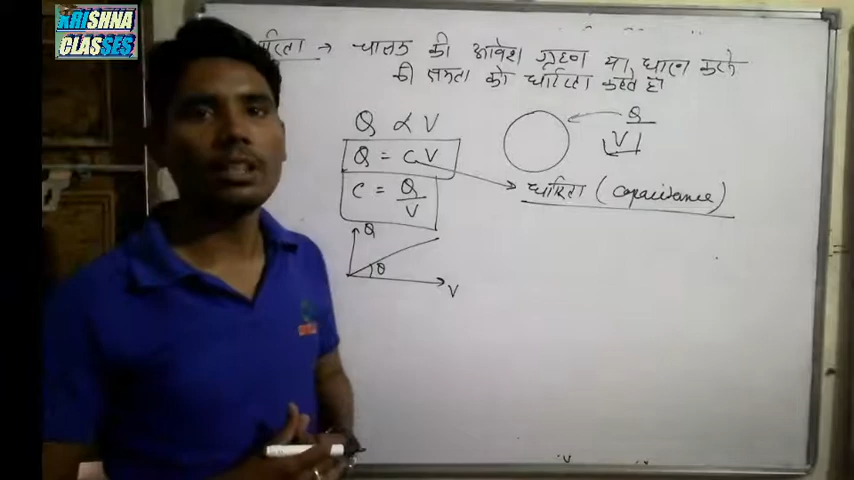 KRISHNA
CLASSES
रिता → चालक की आवेश ग्रहण या धारण करने
की क्षमता को धारिता कहते है
Q ∝ V
Q = CV
C = Q/V
Q
V
धारिता (Capacitance)
Q
θ
V